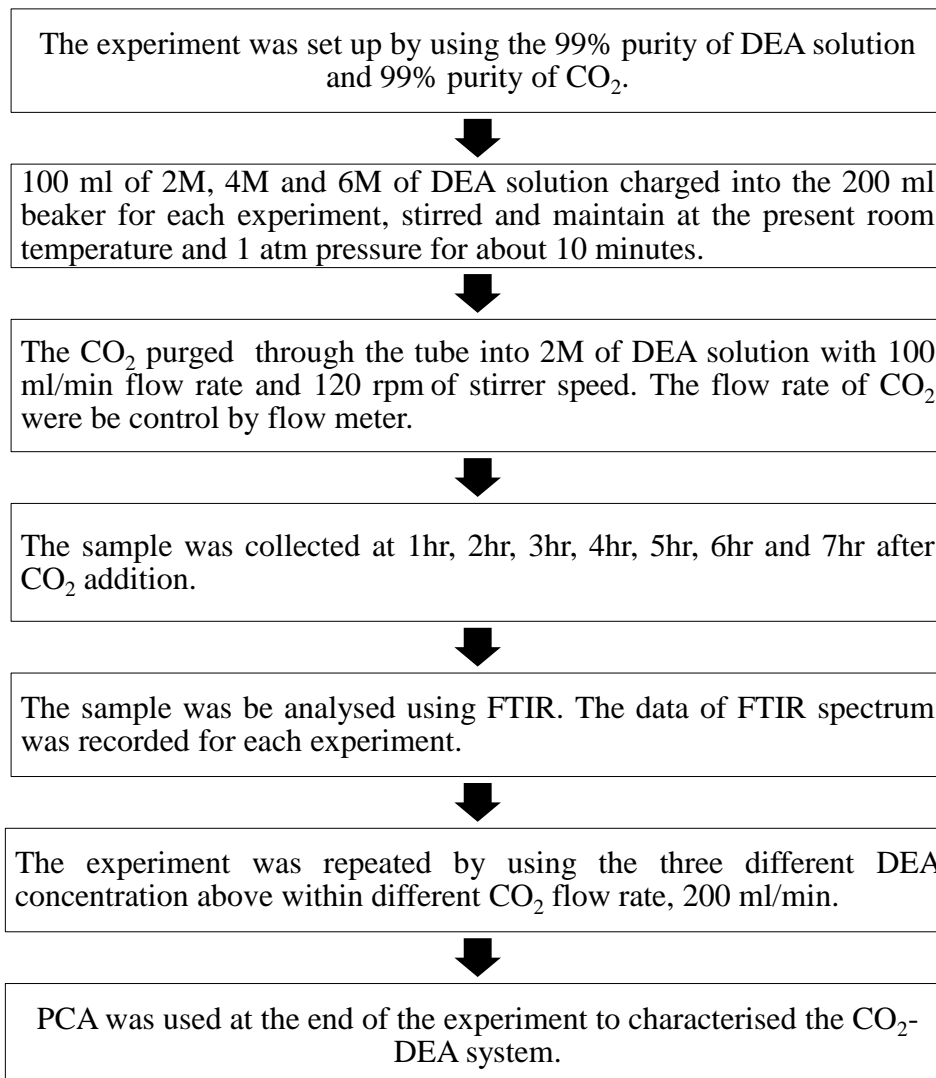 The experiment was set up by using the 99% purity of DEA solution
and 99% purity of CO₂.
100 ml of 2M, 4M and 6M of DEA solution charged into the 200 ml
beaker for each experiment, stirred and maintain at the present room
temperature and 1 atm pressure for about 10 minutes.
The CO₂ purged through the tube into 2M of DEA solution with 100
ml/min flow rate and 120 rpm of stirrer speed. The flow rate of CO₂
were be control by flow meter.
The sample was collected at 1hr, 2hr, 3hr, 4hr, 5hr, 6hr and 7hr after
CO₂ addition.
The sample was be analysed using FTIR. The data of FTIR spectrum
was recorded for each experiment.
The experiment was repeated by using the three different DEA
concentration above within different CO₂ flow rate, 200 ml/min.
PCA was used at the end of the experiment to characterised the CO₂-
DEA system.